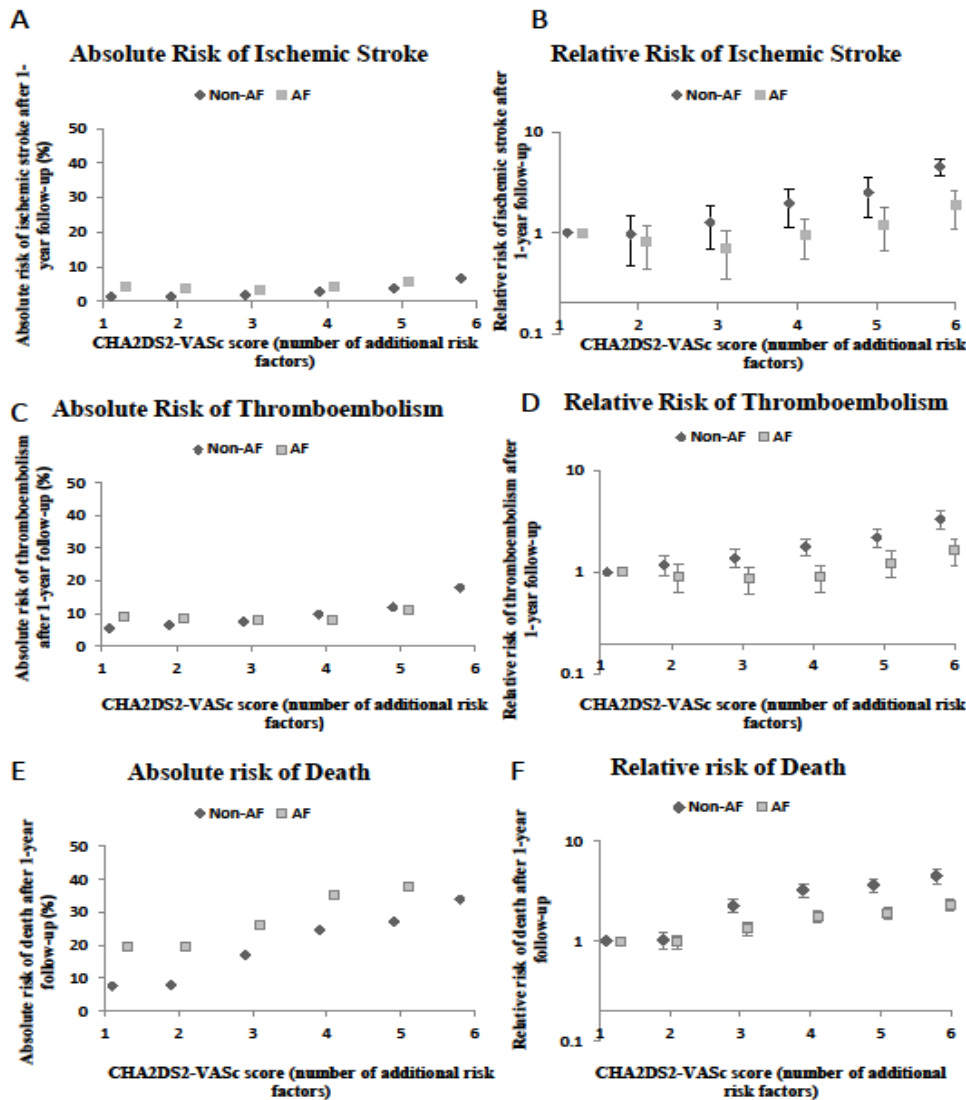 A
Absolute Risk of Ischemic Stroke
Non-AF AF
Absolute risk of ischemic stroke after 1-
year follow-up (%)
50
40
30
20
10
0
1 2 3 4 5 6
CHA2DS2-VASc score (number of additional risk
factors)
B
Relative Risk of Ischemic Stroke
Non-AF AF
Relative risk of ischemic stroke after
1-year follow-up
10
1
0.1
1 2 3 4 5 6
CHA2DS2-VASc score (number of additional risk
factors)
C
Absolute Risk of Thromboembolism
Non-AF AF
Absolute risk of thromboembolism
after 1-year follow-up (%)
50
40
30
20
10
0
1 2 3 4 5 6
CHA2DS2-VASc score (number of additional risk
factors)
D
Relative Risk of Thromboembolism
Non-AF AF
Relative risk of thromboembolism after
1-year follow-up
10
1
0.1
1 2 3 4 5 6
CHA2DS2-VASc score (number of additional risk
factors)
E
Absolute risk of Death
Non-AF AF
Absolute risk of death after 1-year
follow-up (%)
50
40
30
20
10
0
1 2 3 4 5 6
CHA2DS2-VASc score (number of additional risk
factors)
F
Relative risk of Death
Non-AF AF
Relative risk of death after 1-year
follow-up
10
1
0.1
1 2 3 4 5 6
CHA2DS2-VASc score (number of additional
risk factors)